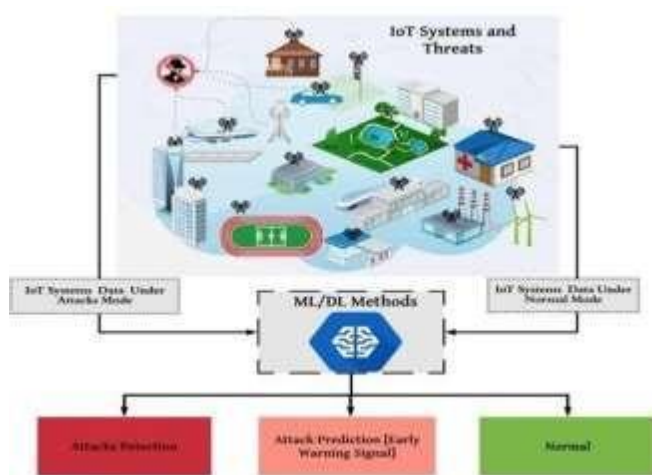 IoT Systems and
Threats
IoT Systems Data Under
Attacks Mode
IoT Systems Data Under
Normal Mode
ML/DL Methods
Attacks Detection
Attack Prediction [Early
Warning Signal]
Normal